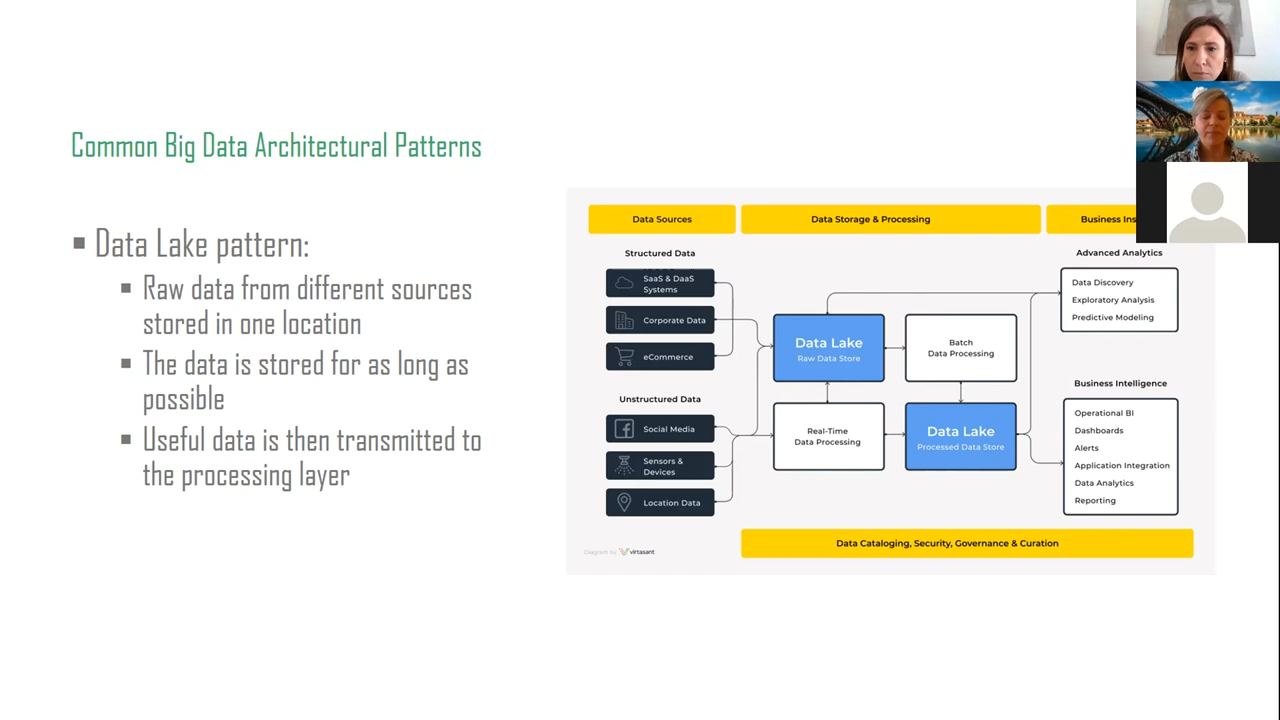 Common Big Data Architectural Patterns
Data Lake pattern:
Raw data from different sources
stored in one location
The data is stored for as long as
possible
Useful data is then transmitted to
the processing layer
Data Sources
Data Storage & Processing
Business Ins
Structured Data
SaaS & DaaS
Systems
Corporate Data
eCommerce
Unstructured Data
Social Media
Sensors &
Devices
Location Data
Data Lake
Raw Data Store
Batch
Data Processing
Real-Time
Data Processing
Data Lake
Processed Data Store
Advanced Analytics
Data Discovery
Exploratory Analysis
Predictive Modeling
Business Intelligence
Operational BI
Dashboards
Alerts
Application Integration
Data Analytics
Reporting
Data Cataloging, Security, Governance & Curation
Diagram by virtasant